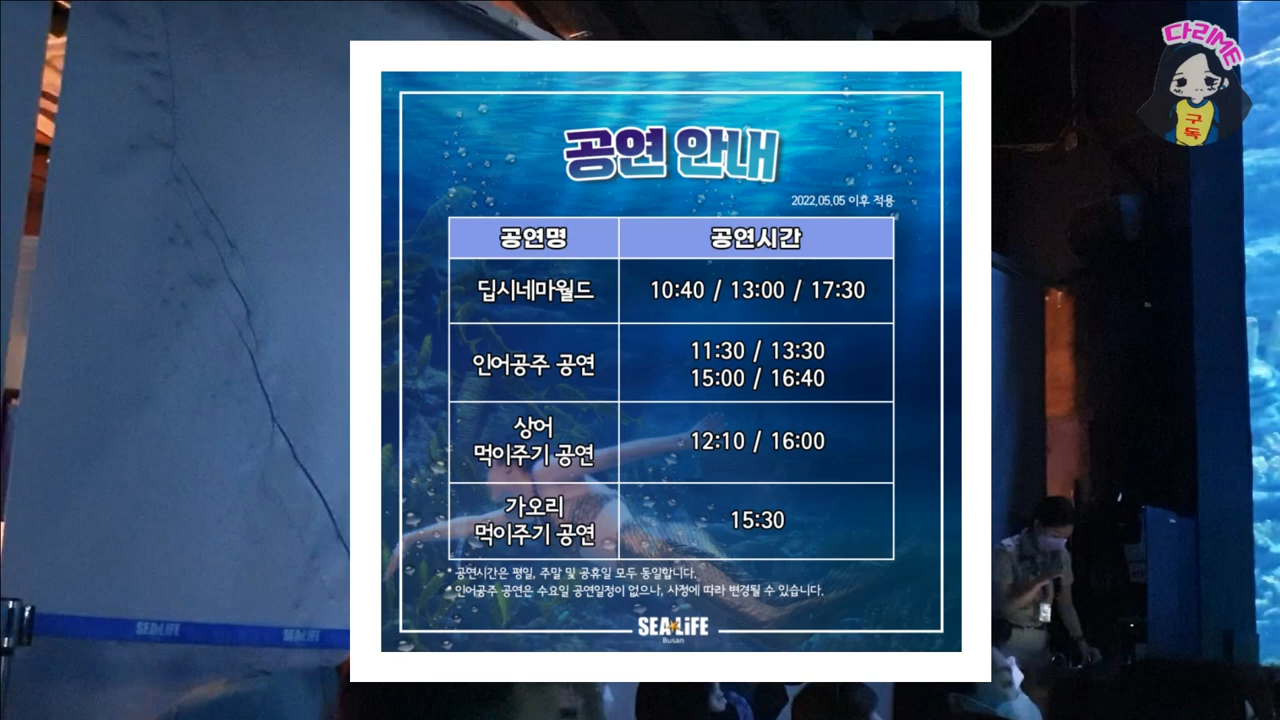 다리ME
구독
공연 안내
2022.05.05 이후 적용
공연명 공연시간
딥시네마월드 10:40 / 13:00 / 17:30
인어공주 공연 11:30 / 13:30
15:00 / 16:40
상어
먹이주기 공연 12:10 / 16:00
가오리
먹이주기 공연 15:30
* 공연시간은 평일, 주말 및 공휴일 모두 동일합니다.
* 인어공주 공연은 수요일 공연일정이 없으나, 사정에 따라 변경될 수 있습니다.
SEA LiFE
Busan
SEA LiFE
SEA LiFE